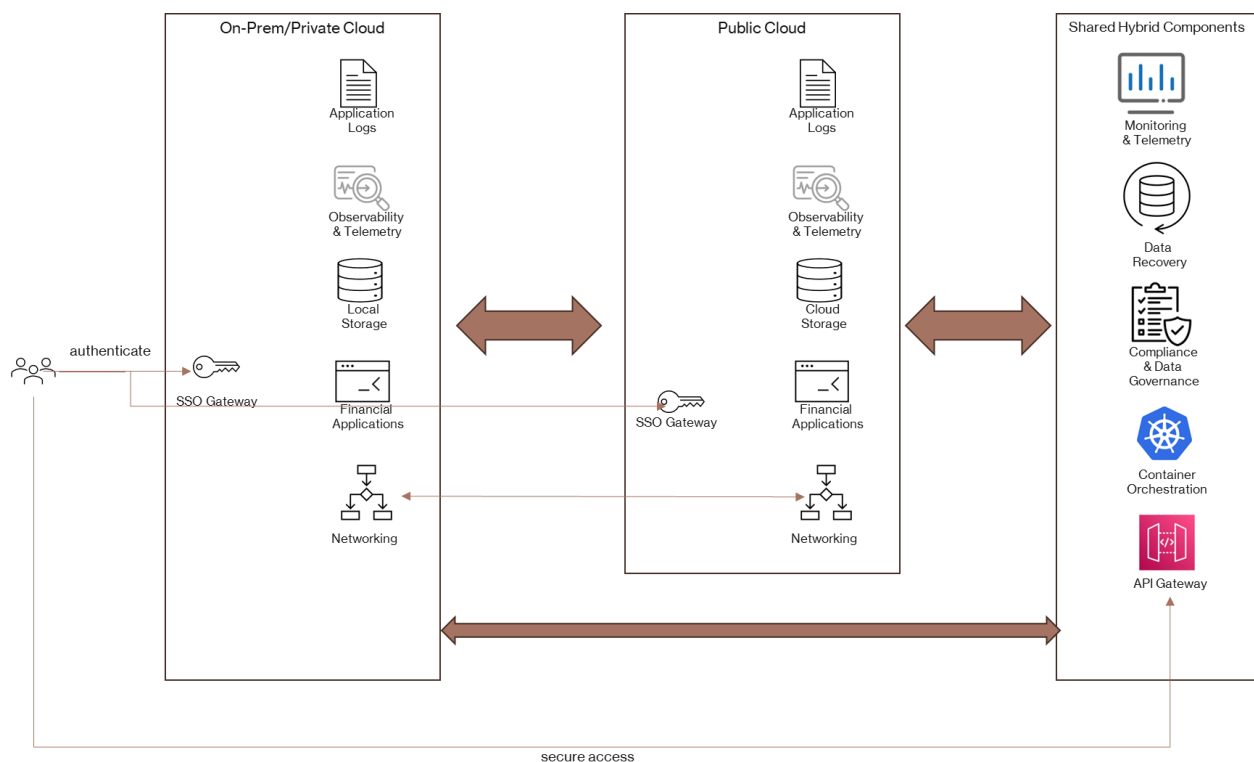 On-Prem/Private Cloud
Application
Logs
Observability
& Telemetry
Local
Storage
authenticate
SSO Gateway
Financial
Applications
Networking
Public Cloud
Application
Logs
Observability
& Telemetry
Cloud
Storage
SSO Gateway
Financial
Applications
Networking
Shared Hybrid Components
Monitoring
& Telemetry
Data
Recovery
Compliance
& Data
Governance
Container
Orchestration
</>
API Gateway
secure access